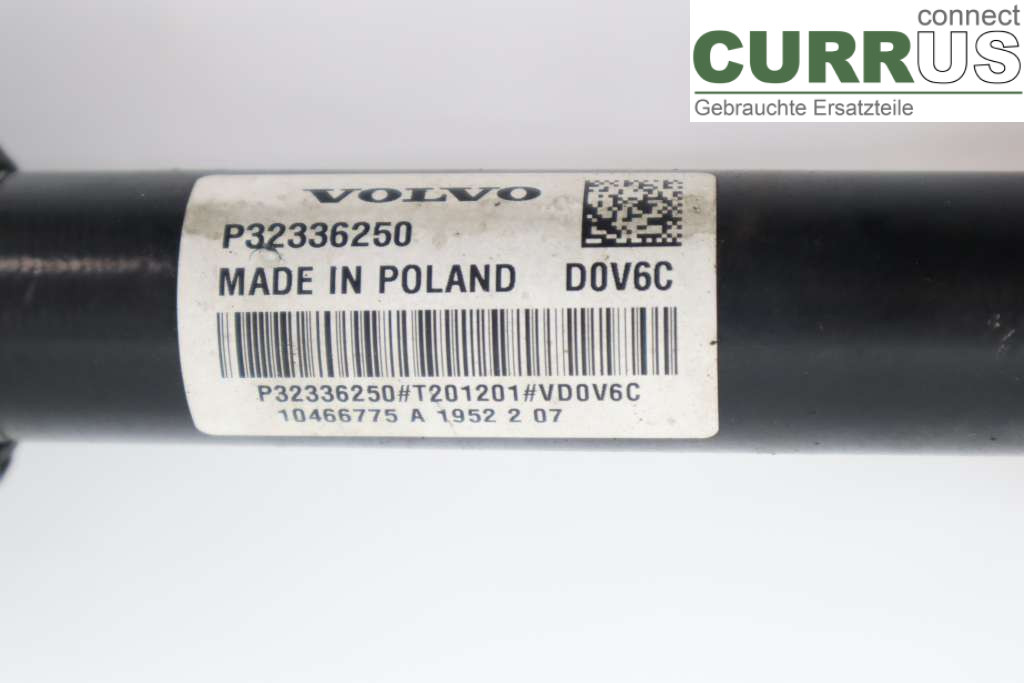 connect
CURRUS
Gebrauchte Ersatzteile
VOLVO
P32336250
MADE IN POLAND D0V6C
P32336250#T201201#VD0V6C
10466775 A 1952 2 07